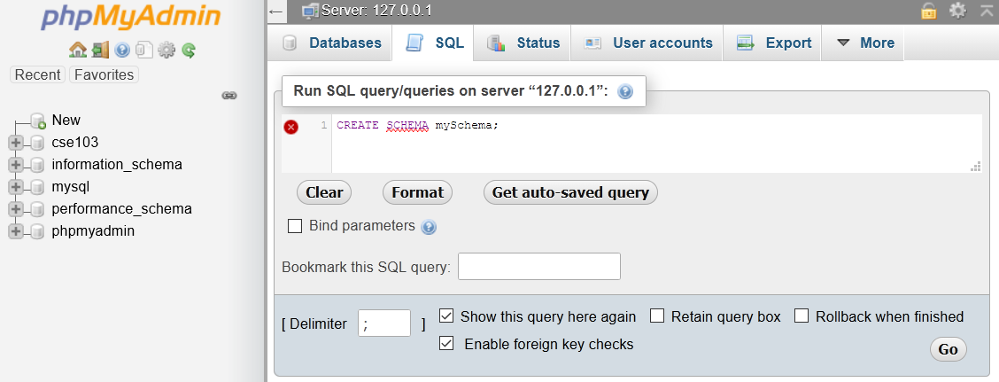 phpMyAdmin
Recent Favorites
New
cse103
information_schema
mysql
performance_schema
phpmyadmin
Server: 127.0.0.1
Databases SQL Status User accounts Export More
Run SQL query/queries on server “127.0.0.1”:
1 CREATE SCHEMA mySchema;
Clear Format Get auto-saved query
Bind parameters
Bookmark this SQL query:
[ Delimiter ; ] Show this query here again Retain query box Rollback when finished
Enable foreign key checks
Go